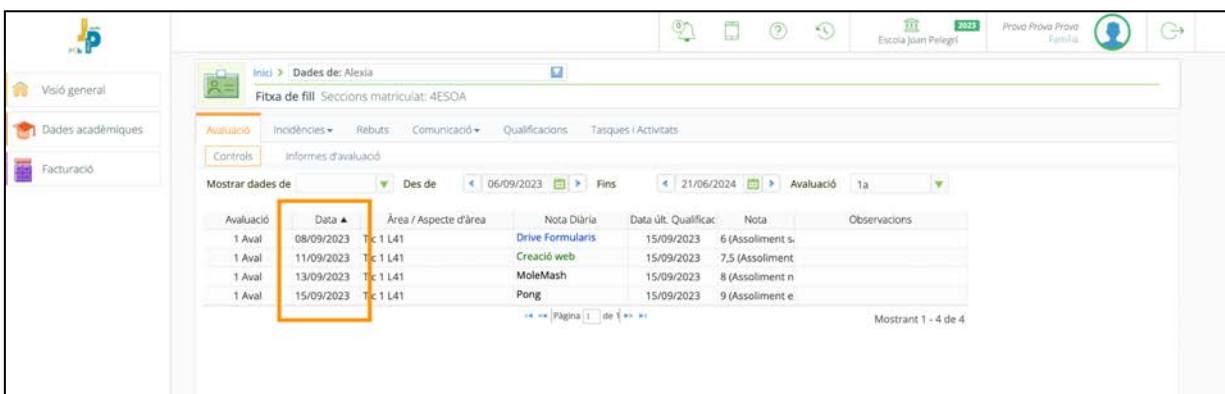 2023
Escola Joan Pelegrí
Prova Prova Prova
Família
Visió general
Dades acadèmiques
Facturació
Inici > Dades de: Alexia
Fitxa de fill Seccions matriculat: 4ESOA
Avaluació Incidències Rebuts Comunicació Qualificacions Tasques i Activitats
Controls Informes d'avaluació
Mostrar dades de Des de 06/09/2023 Fins 21/06/2024 Avaluació 1a
Avaluació Data Àrea / Aspecte d'àrea Nota Diària Data últ. Qualificac Nota Observacions
1 Aval 08/09/2023 Tic 1 L41 Drive Formularis 15/09/2023 6 (Assoliment sa
1 Aval 11/09/2023 Tic 1 L41 Creació web 15/09/2023 7,5 (Assoliment
1 Aval 13/09/2023 Tic 1 L41 MoleMash 15/09/2023 8 (Assoliment n
1 Aval 15/09/2023 Tic 1 L41 Pong 15/09/2023 9 (Assoliment e
Pàgina 1 de 1
Mostrant 1 - 4 de 4